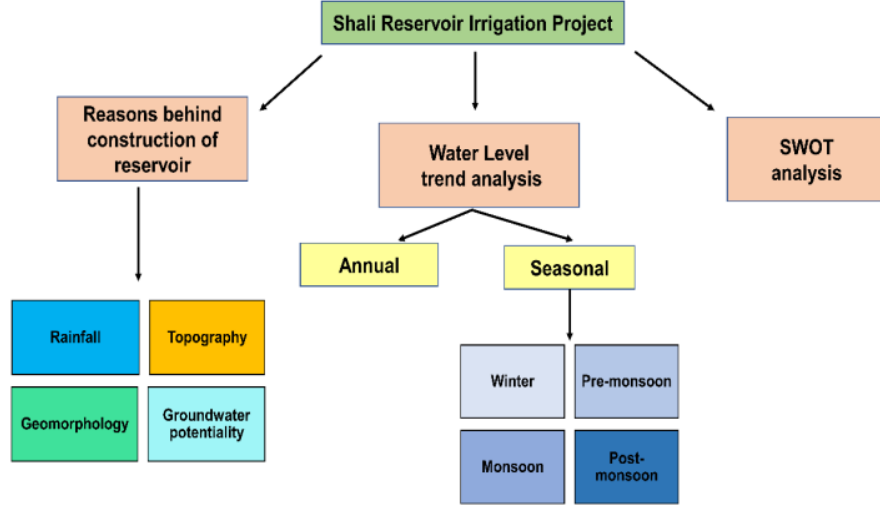 Shali Reservoir Irrigation Project
Reasons behind
construction of
reservoir
Water Level
trend analysis
SWOT
analysis
Annual
Seasonal
Rainfall
Topography
Geomorphology
Groundwater
potentiality
Winter
Pre-monsoon
Monsoon
Post-
monsoon